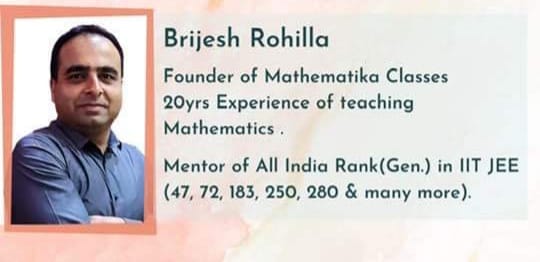 Brijesh Rohilla
Founder of Mathematika Classes
20yrs Experience of teaching
Mathematics .
Mentor of All India Rank(Gen.) in IIT JEE
(47, 72, 183, 250, 280 & many more).